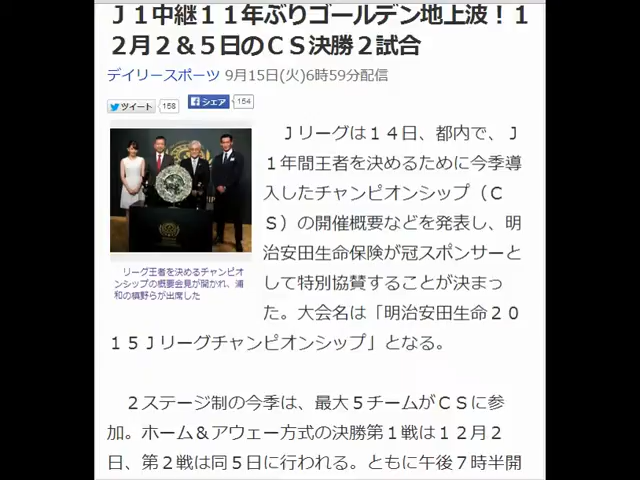 Ｊ１中継１１年ぶりゴールデン地上波！１
２月２＆５日のＣＳ決勝２試合
デイリースポーツ 9月15日(火)6時59分配信
ツイート 158 シェア 154
Ｊリーグは１４日、都内で、Ｊ
１年間王者を決めるために今季導
入したチャンピオンシップ（Ｃ
Ｓ）の開催概要などを発表し、明
治安田生命保険が冠スポンサーと
して特別協賛することが決まっ
た。大会名は「明治安田生命２０
１５Ｊリーグチャンピオンシップ」となる。
リーグ王者を決めるチャンピオ
ンシップの概要会見が開かれ、浦
和の槙野らが出席した
２ステージ制の今季は、最大５チームがＣＳに参
加。ホーム＆アウェー方式の決勝第１戦は１２月２
日、第２戦は同５日に行われる。ともに午後７時半開